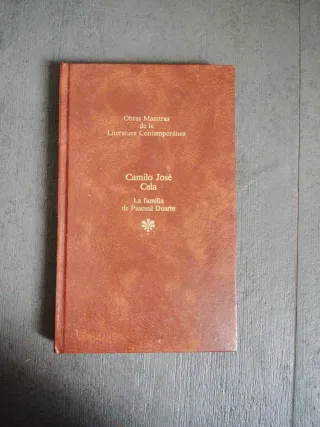 Obras Maestras
de la
Literatura Contemporánea
Camilo José
Cela
La familia
de Pascual Duarte